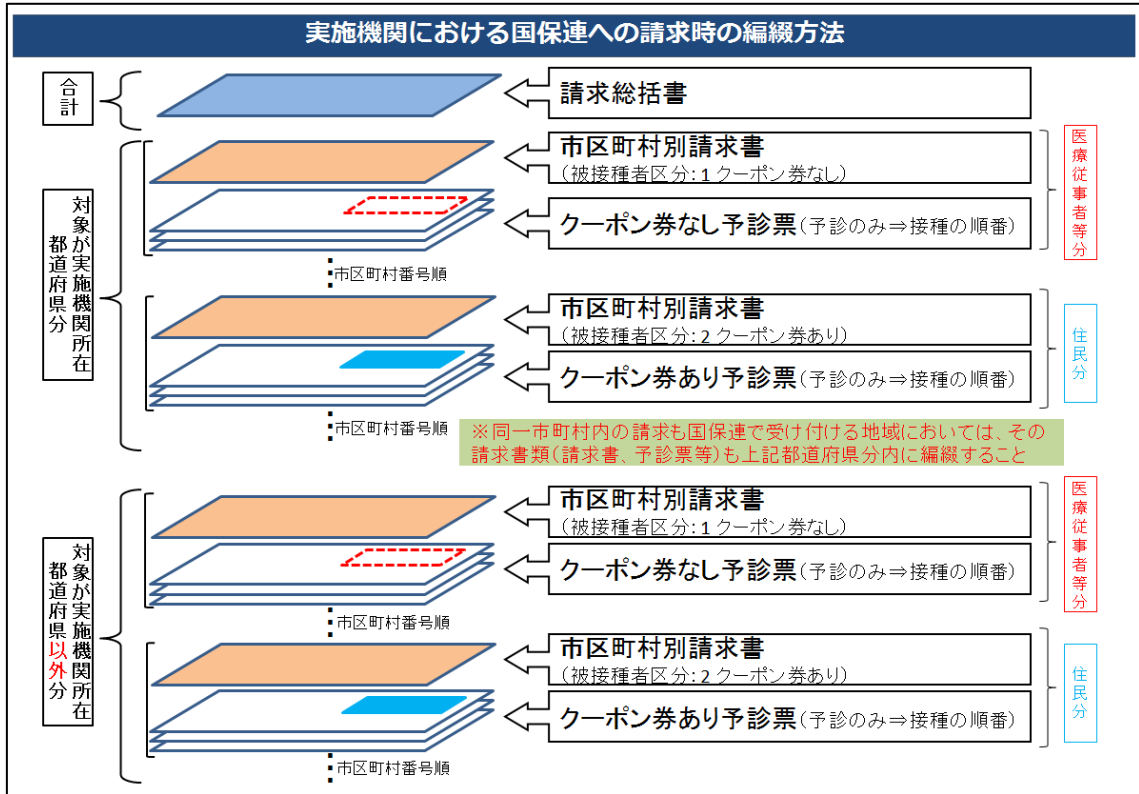 実施機関における国保連への請求時の編綴方法
合計
請求総括書
対象が実施機関所在
都道府県分
市区町村別請求書
(被接種者区分:1 クーポン券なし)
クーポン券なし予診票(予診のみ⇒接種の順番)
医療従事者等分
市区町村番号順
市区町村別請求書
(被接種者区分:2 クーポン券あり)
クーポン券あり予診票(予診のみ⇒接種の順番)
住民分
市区町村番号順
※同一市町村内の請求も国保連で受け付ける地域においては、その
請求書類(請求書、予診票等)も上記都道府県分内に編綴すること
対象が実施機関所在
都道府県以外分
市区町村別請求書
(被接種者区分:1 クーポン券なし)
クーポン券なし予診票(予診のみ⇒接種の順番)
医療従事者等分
市区町村番号順
市区町村別請求書
(被接種者区分:2 クーポン券あり)
クーポン券あり予診票(予診のみ⇒接種の順番)
住民分
市区町村番号順